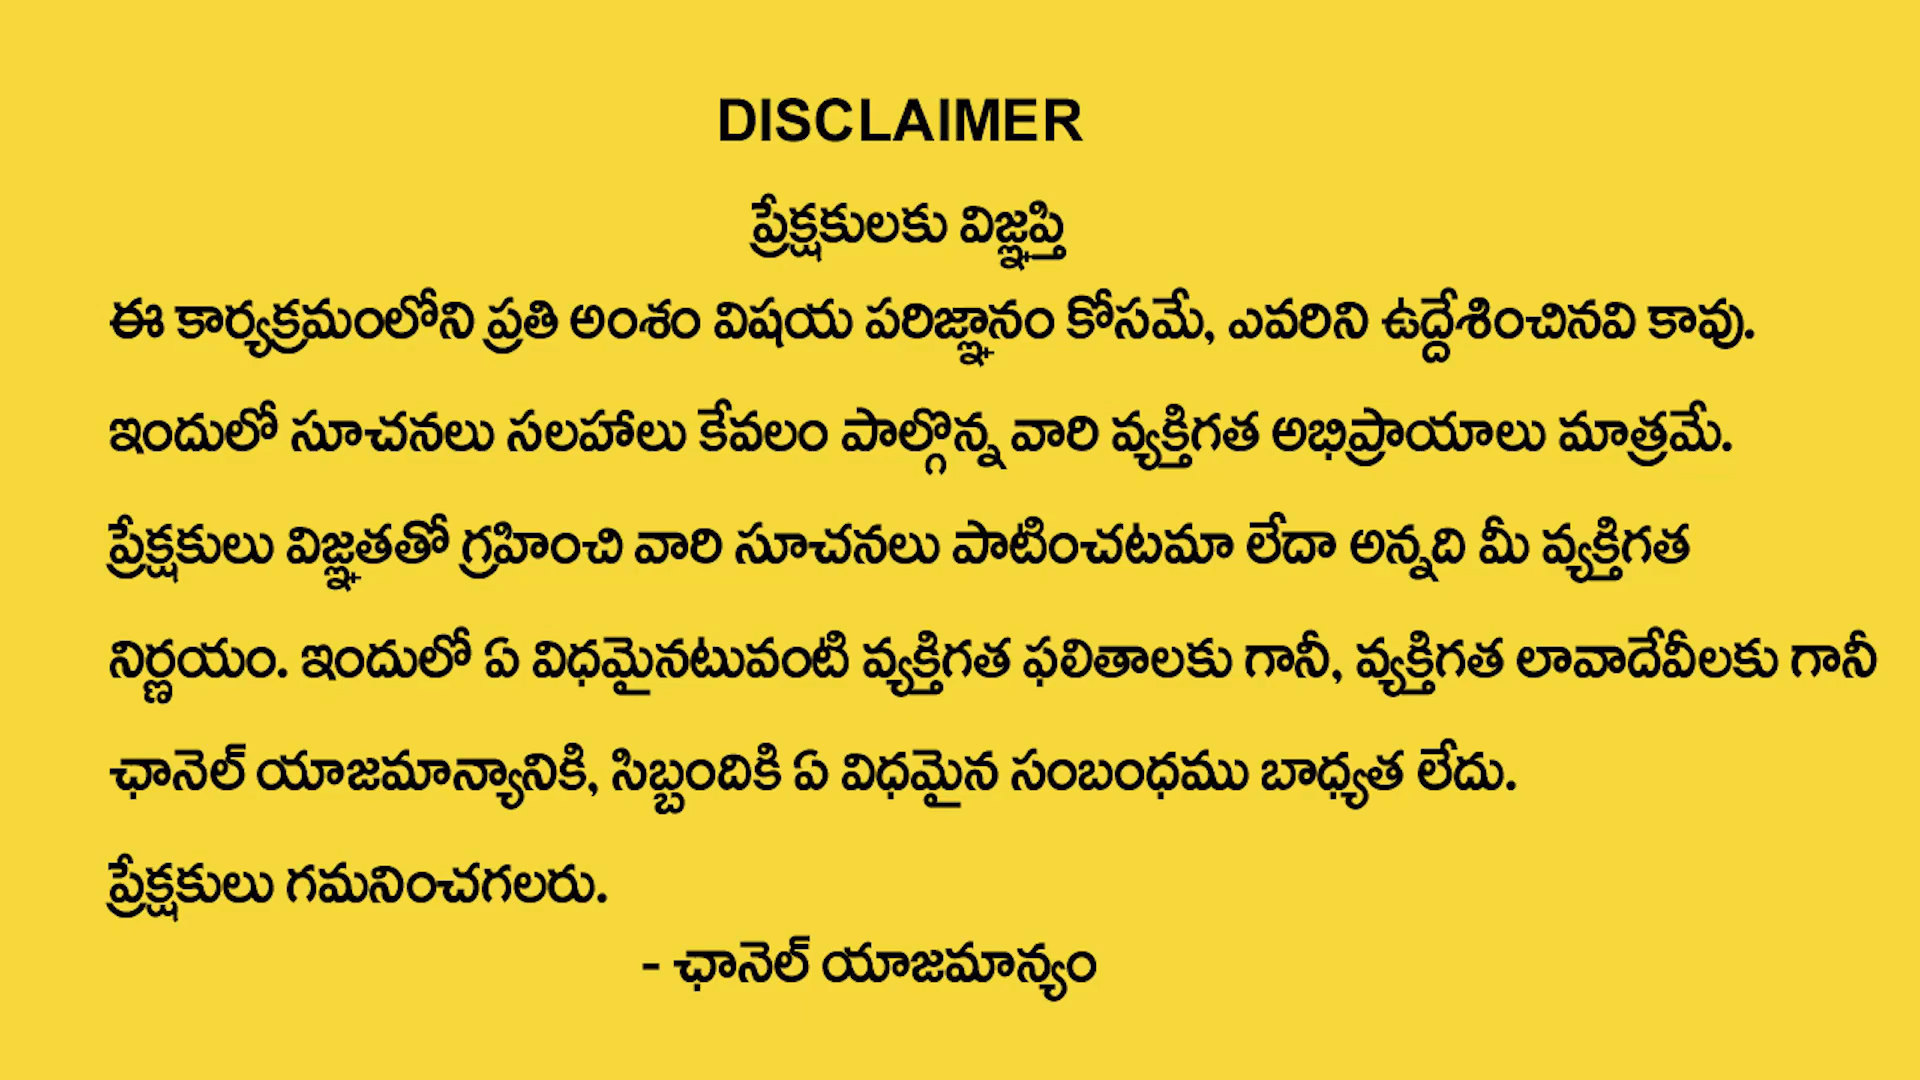 DISCLAIMER
ప్రేక్షకులకు విజ్ఞప్తి
ఈ కార్యక్రమంలోని ప్రతి అంశం విషయ పరిజ్ఞానం కోసమే, ఎవరిని ఉద్దేశించినవి కావు.
ఇందులో సూచనలు సలహాలు కేవలం పాల్గొన్న వారి వ్యక్తిగత అభిప్రాయాలు మాత్రమే.
ప్రేక్షకులు విజ్ఞతతో గ్రహించి వారి సూచనలు పాటించటమా లేదా అన్నది మీ వ్యక్తిగత
నిర్ణయం. ఇందులో ఏ విధమైనటువంటి వ్యక్తిగత ఫలితాలకు గానీ, వ్యక్తిగత లావాదేవీలకు గానీ
ఛానెల్ యాజమాన్యానికి, సిబ్బందికి ఏ విధమైన సంబంధము బాధ్యత లేదు.
ప్రేక్షకులు గమనించగలరు.
- ఛానెల్ యాజమాన్యం